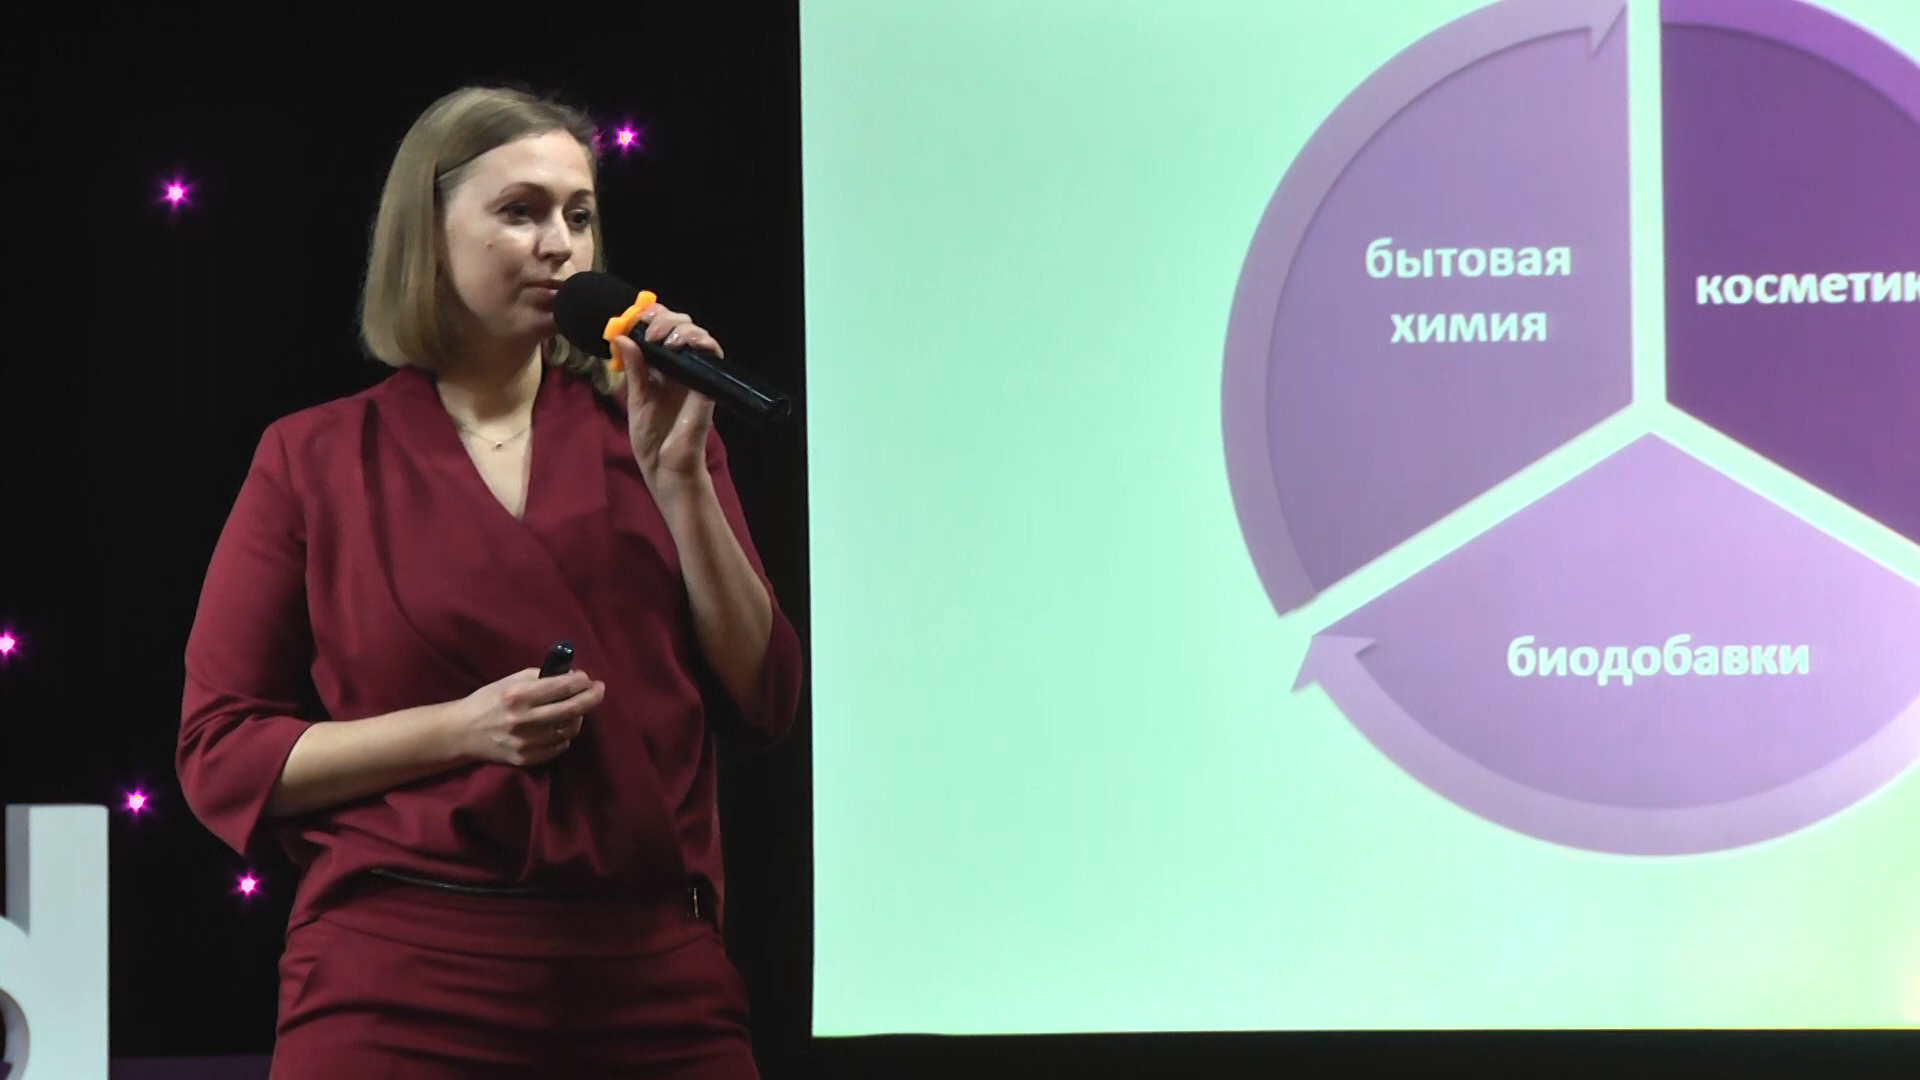 бытовая
химия
косметик
биодобавки
d